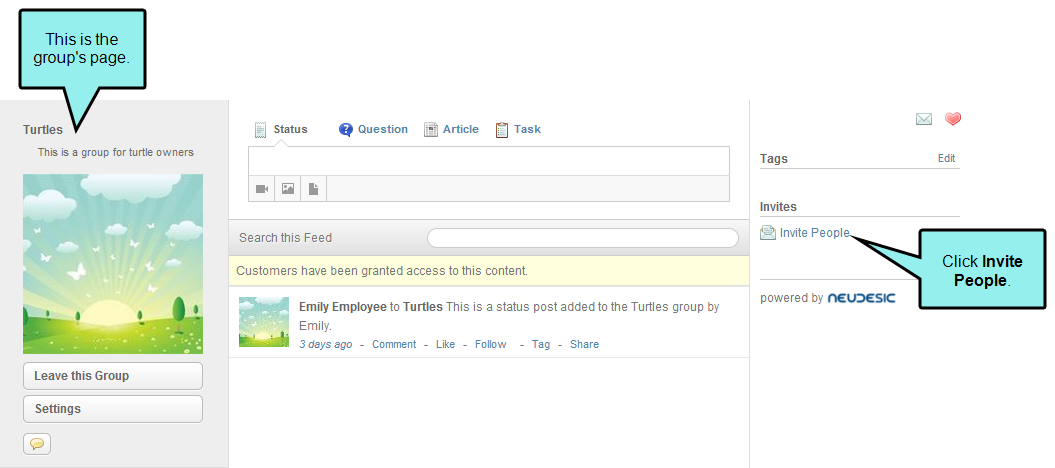 This is the
group's page.
Turtles
This is a group for turtle owners
Leave this Group
Settings
Status Question Article Task
Search this Feed
Customers have been granted access to this content.
Emily Employee to Turtles This is a status post added to the Turtles group by
Emily.
3 days ago - Comment - Like - Follow - Tag - Share
Tags Edit
Invites
Invite People
Click Invite
People.
powered by NEUDESIC